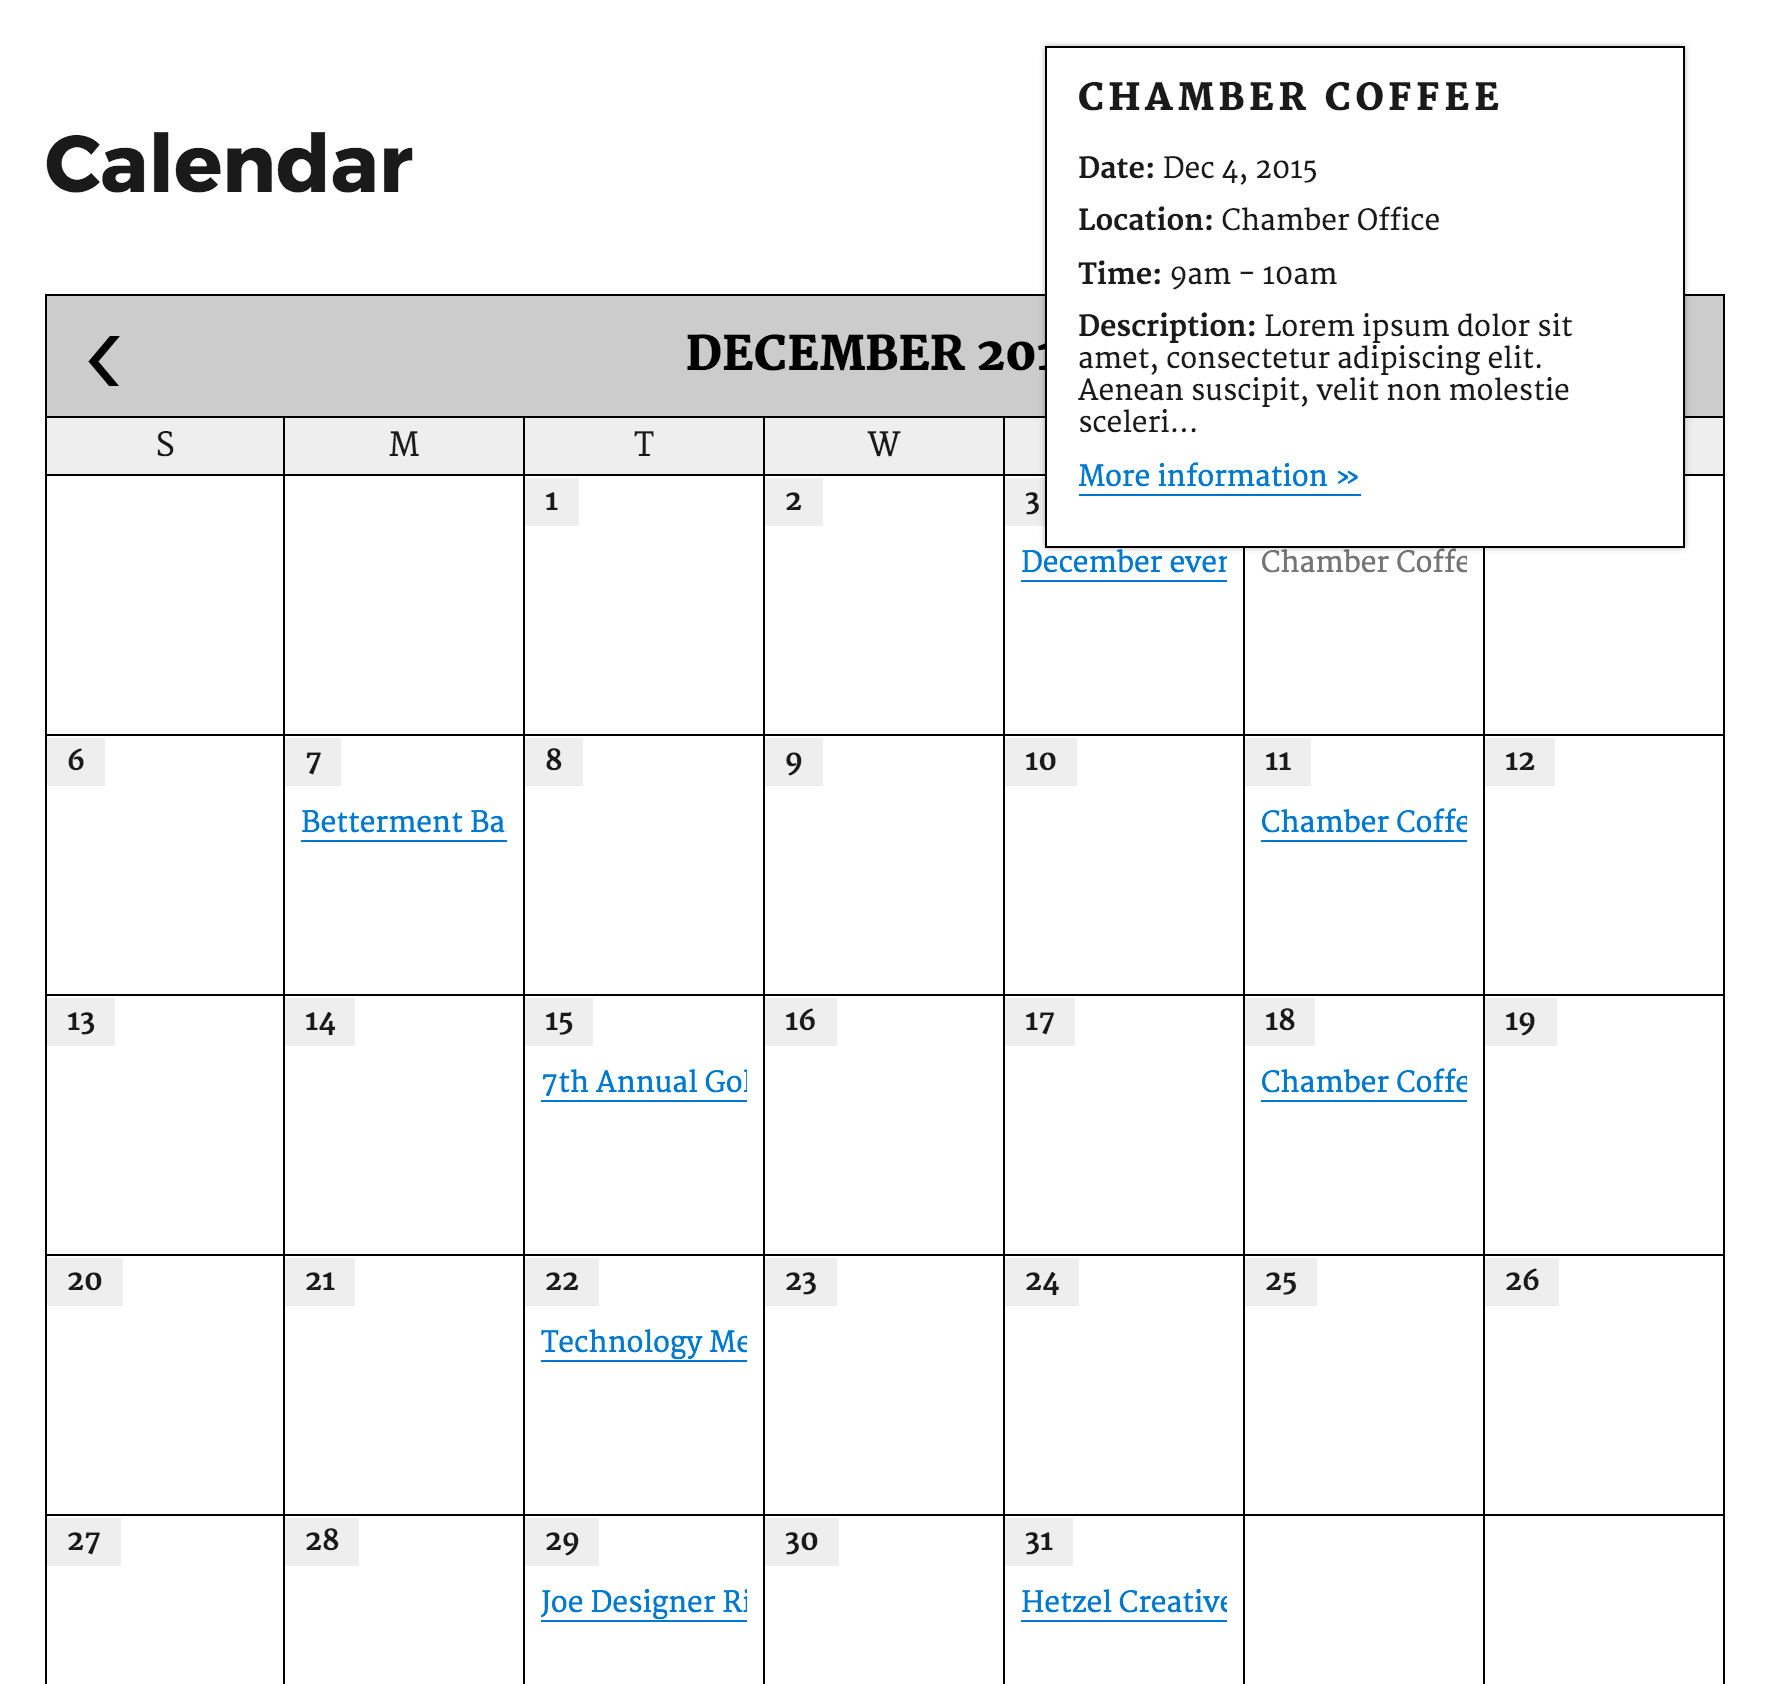 Calendar
CHAMBER COFFEE
Date: Dec 4, 2015
Location: Chamber Office
Time: 9am - 10am
Description: Lorem ipsum dolor sit
amet, consectetur adipiscing elit.
Aenean suscipit, velit non molestie
sceleri...
More information »
DECEMBER 201
S M T W
1 2 3
December ever Chamber Coffe
6 7 8 9 10 11 12
Betterment Ba Chamber Coffe
13 14 15 16 17 18 19
7th Annual Gol Chamber Coffe
20 21 22 23 24 25 26
Technology Me
27 28 29 30 31
Joe Designer Ri Hetzel Creative